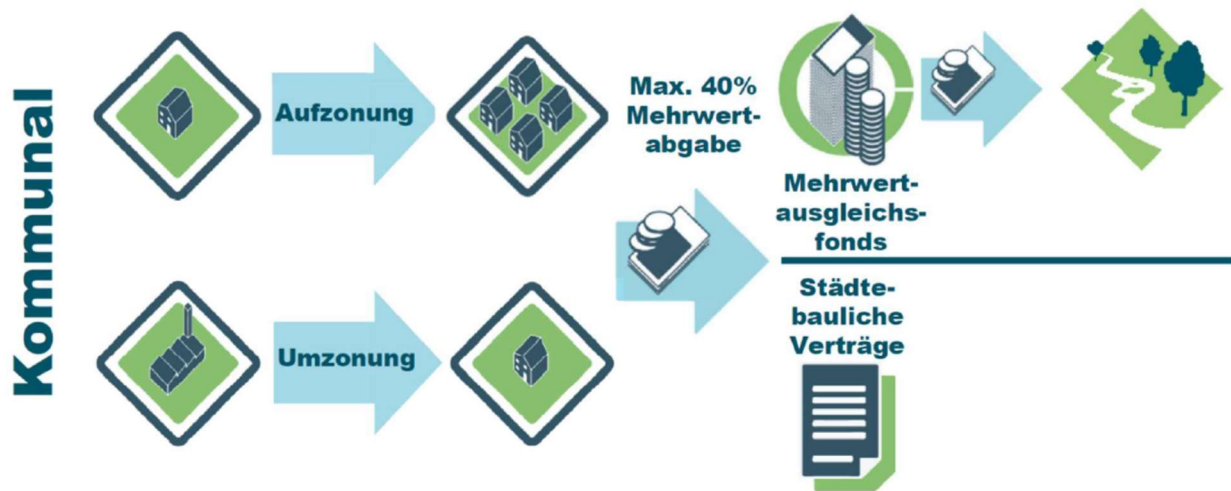 Kommunal
Aufzonung
Max. 40%
Mehrwert-
abgabe
Mehrwert-
ausgleichs-
fonds
Umzonung
Städte-
bauliche
Verträge